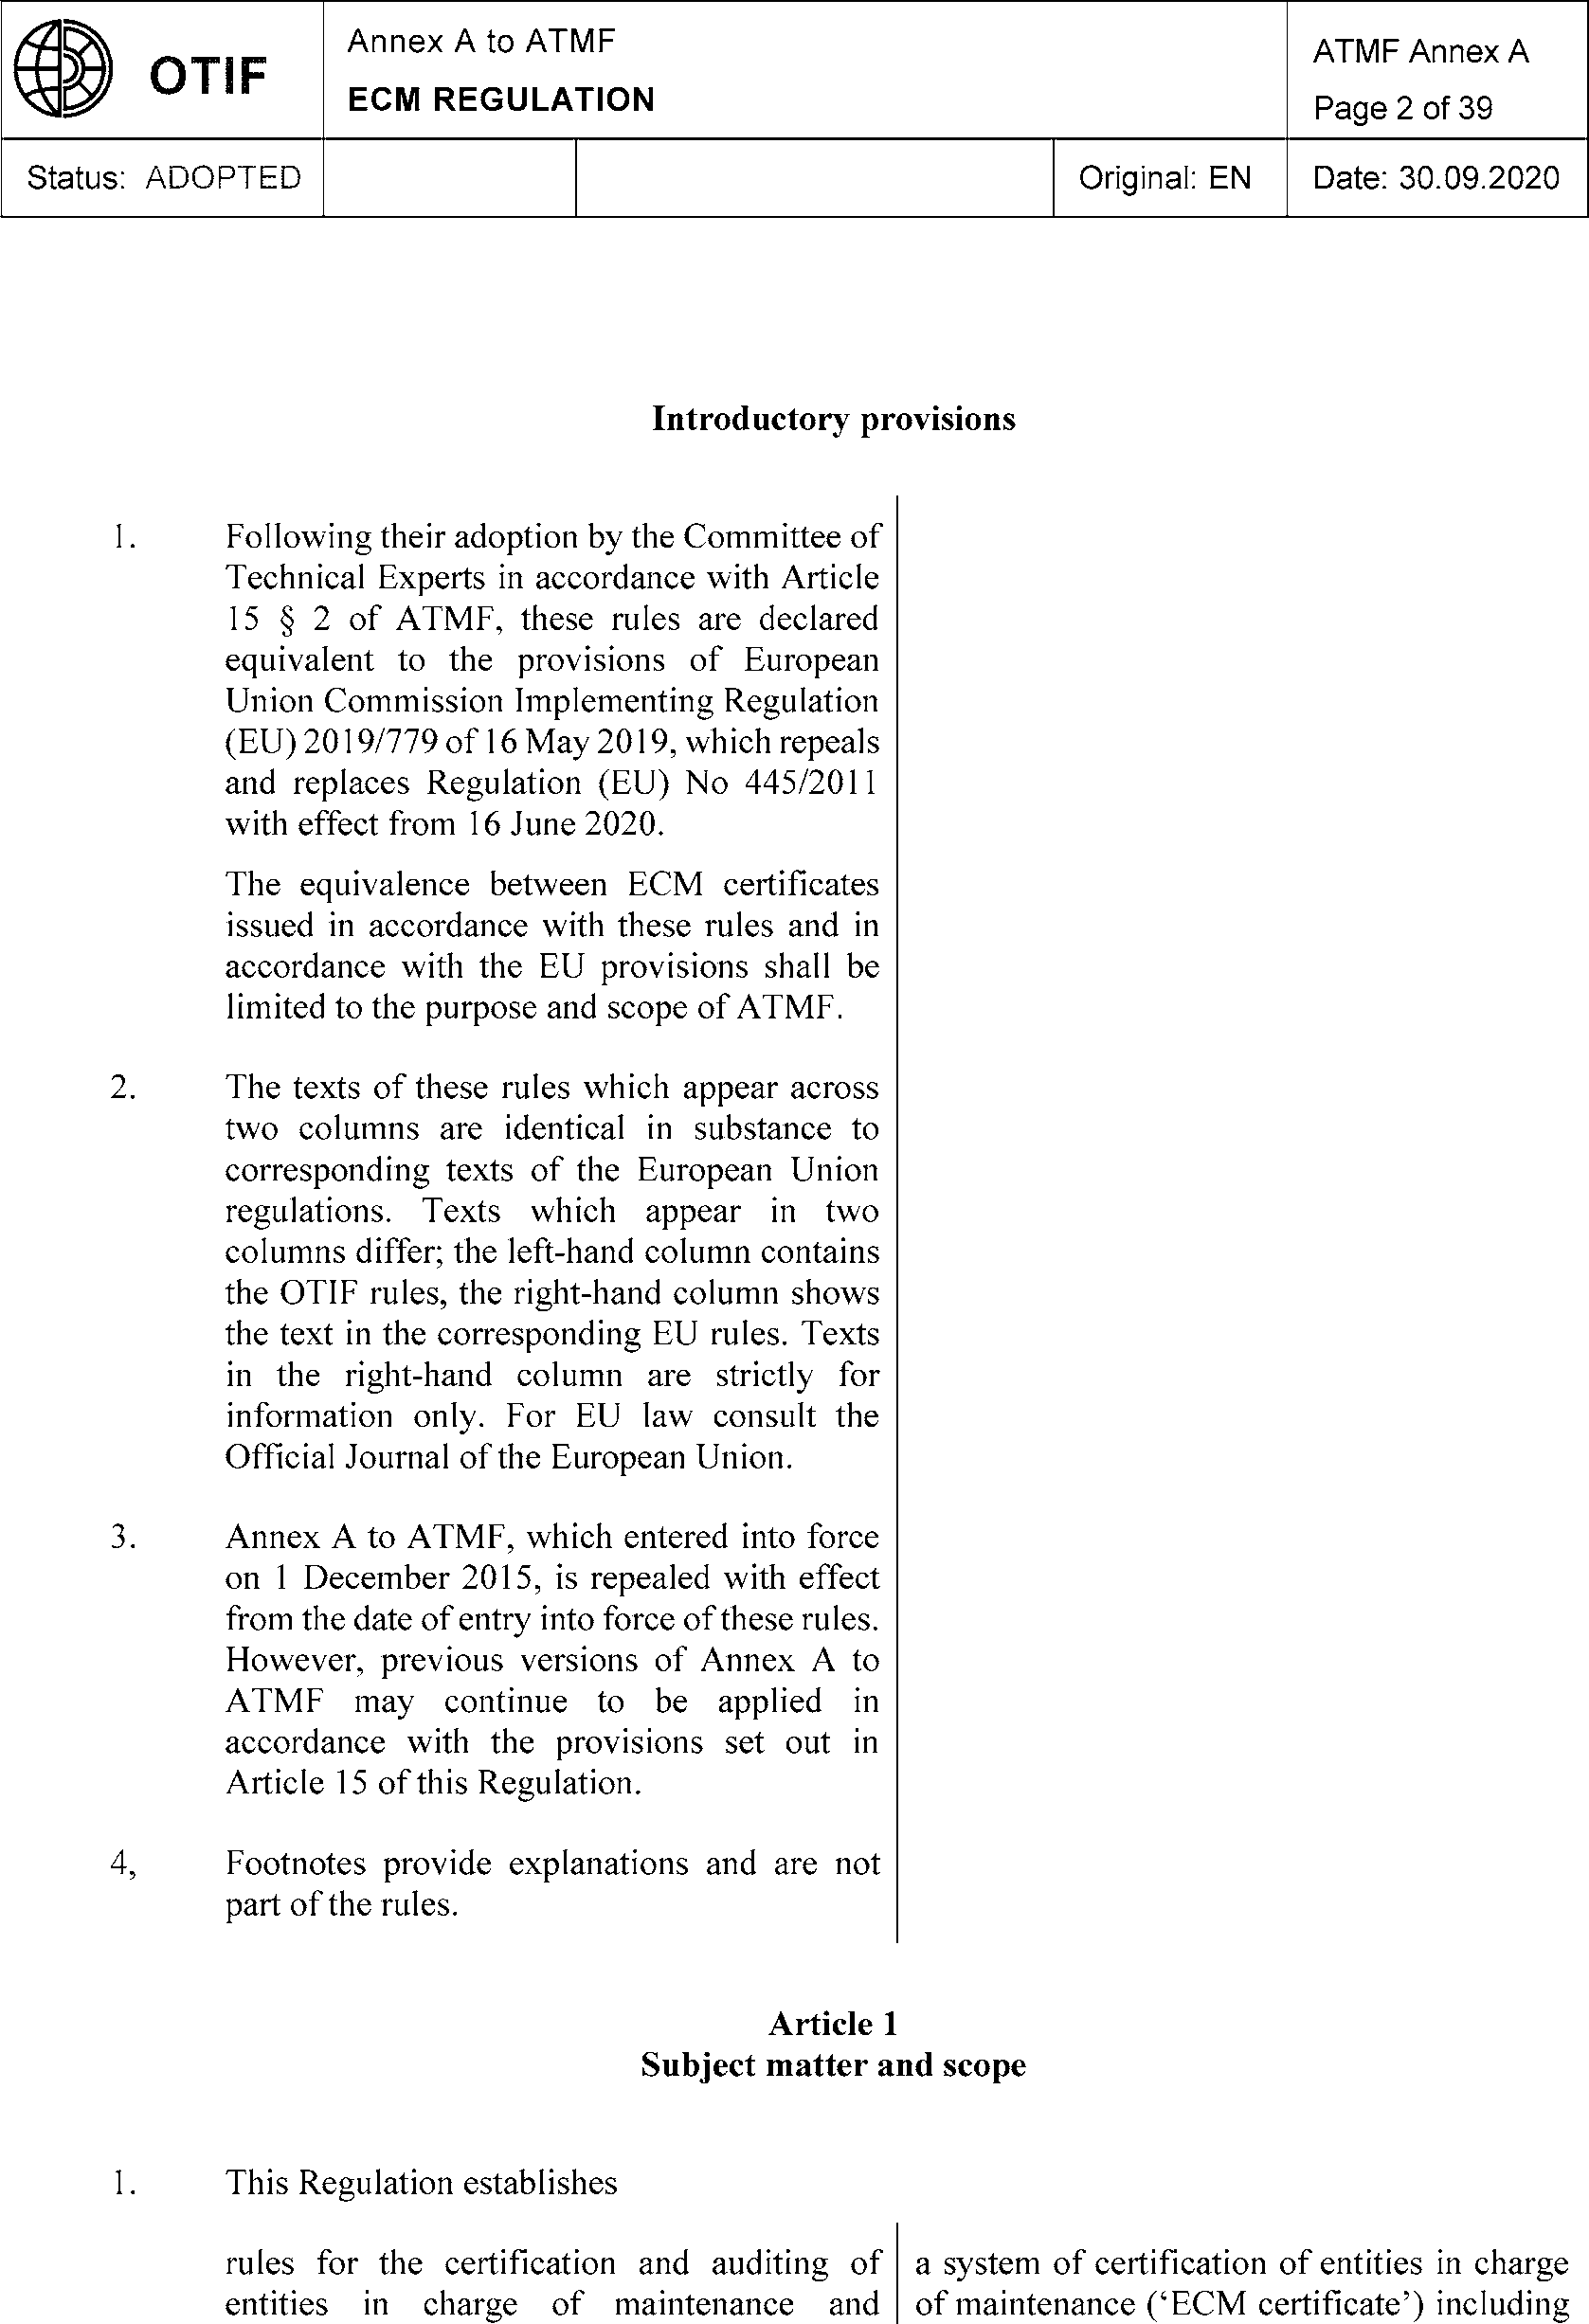 OTIF
Annex A to ATMF
ECM REGULATION
ATMF Annex A
Page 2 of 39
Status: ADOPTED
Original: EN
Date: 30.09.2020
Introductory provisions
1. Following their adoption by the Committee of
Technical Experts in accordance with Article
15 § 2 of ATMF, these rules are declared
equivalent to the provisions of European
Union Commission Implementing Regulation
(EU) 2019/779 of 16 May 2019, which repeals
and replaces Regulation (EU) No 445/2011
with effect from 16 June 2020.
The equivalence between ECM certificates
issued in accordance with these rules and in
accordance with the EU provisions shall be
limited to the purpose and scope of ATMF.
2. The texts of these rules which appear across
two columns are identical in substance to
corresponding texts of the European Union
regulations. Texts which appear in two
columns differ; the left-hand column contains
the OTIF rules, the right-hand column shows
the text in the corresponding EU rules. Texts
in the right-hand column are strictly for
information only. For EU law consult the
Official Journal of the European Union.
3. Annex A to ATMF, which entered into force
on 1 December 2015, is repealed with effect
from the date of entry into force of these rules.
However, previous versions of Annex A to
ATMF may continue to be applied in
accordance with the provisions set out in
Article 15 of this Regulation.
4, Footnotes provide explanations and are not
part of the rules.
Article 1
Subject matter and scope
1. This Regulation establishes
rules for the certification and auditing of
entities in charge of maintenance and
a system of certification of entities in charge
of maintenance (‘ECM certificate’) including